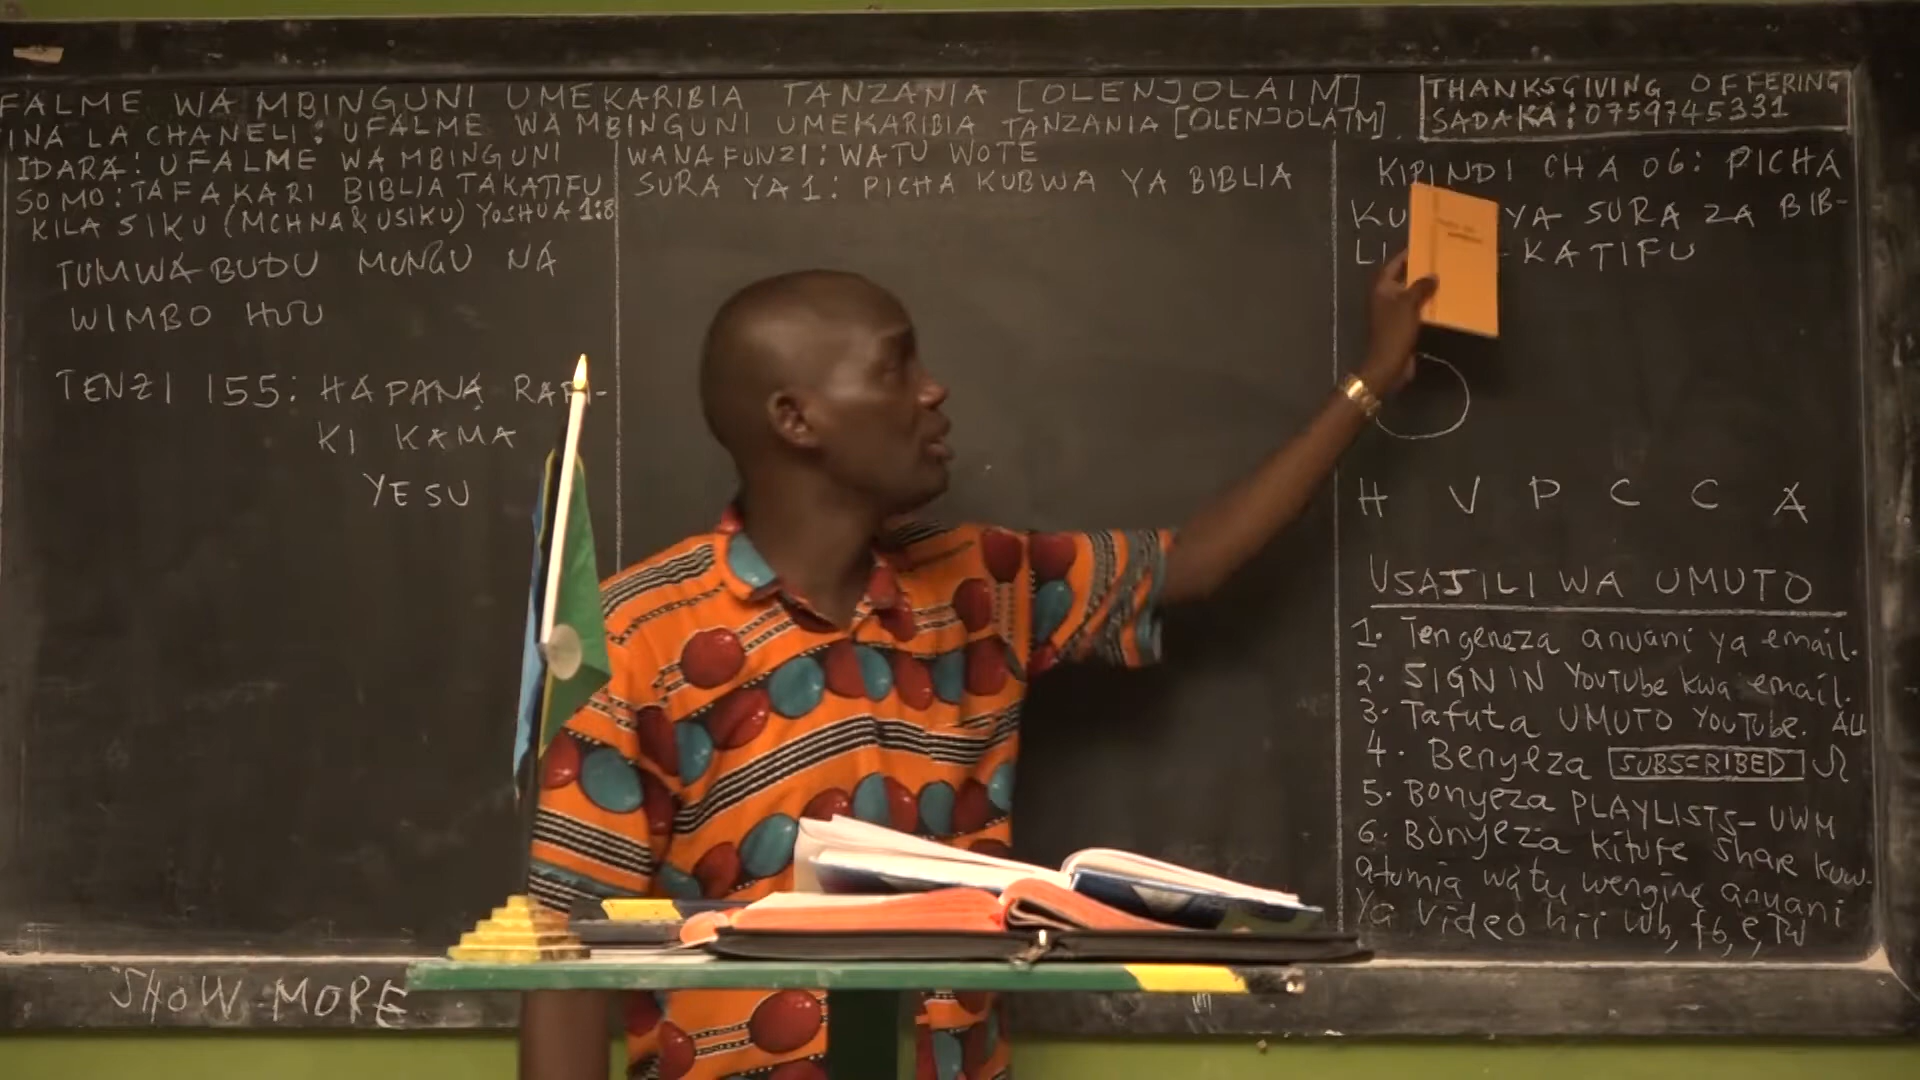 FALME WA MBINGUNI UMEKARIBIA TANZANIA [OLENJOLAIM]
INA LA CHANELI: UFALME WA MBINGUNI UMEKARIBIA TANZANIA [OLENJOLAIM]
IDARA: UFALME WA MBINGUNI
SOMO: TAFAKARI BIBLIA TAKATIFU
KILA SIKU (MCHNA & USIKU) YOSHUA 1:8
TUMWABUDU MUNGU NA
WIMBO HUU
TENZI 155: HAPANA RAFI-
KI KAMA
YESU
WANAFUNZI: WATU WOTE
SURA YA 1: PICHA KUBWA YA BIBLIA
THANKSGIVING OFFERING
SADAKA: 0759745331
KIPINDI CHA 06: PICHA
KU YA SURA ZA BIB-
LI KATIFU
H V P C C A
USAJILI WA UMUTO
1. Tengeneza anuani ya email.
2. SIGN IN YouTube kwa email.
3. Tafuta UMUTO YouTube. ALL
4. Benyeza SUBSCRIBED
5. Bonyeza PLAYLISTS - UWM
6. Bonyeza kitufe share kuw-
atumia watu wengine anuani
ya video hii wb, fb, e, TW
SHOW MORE